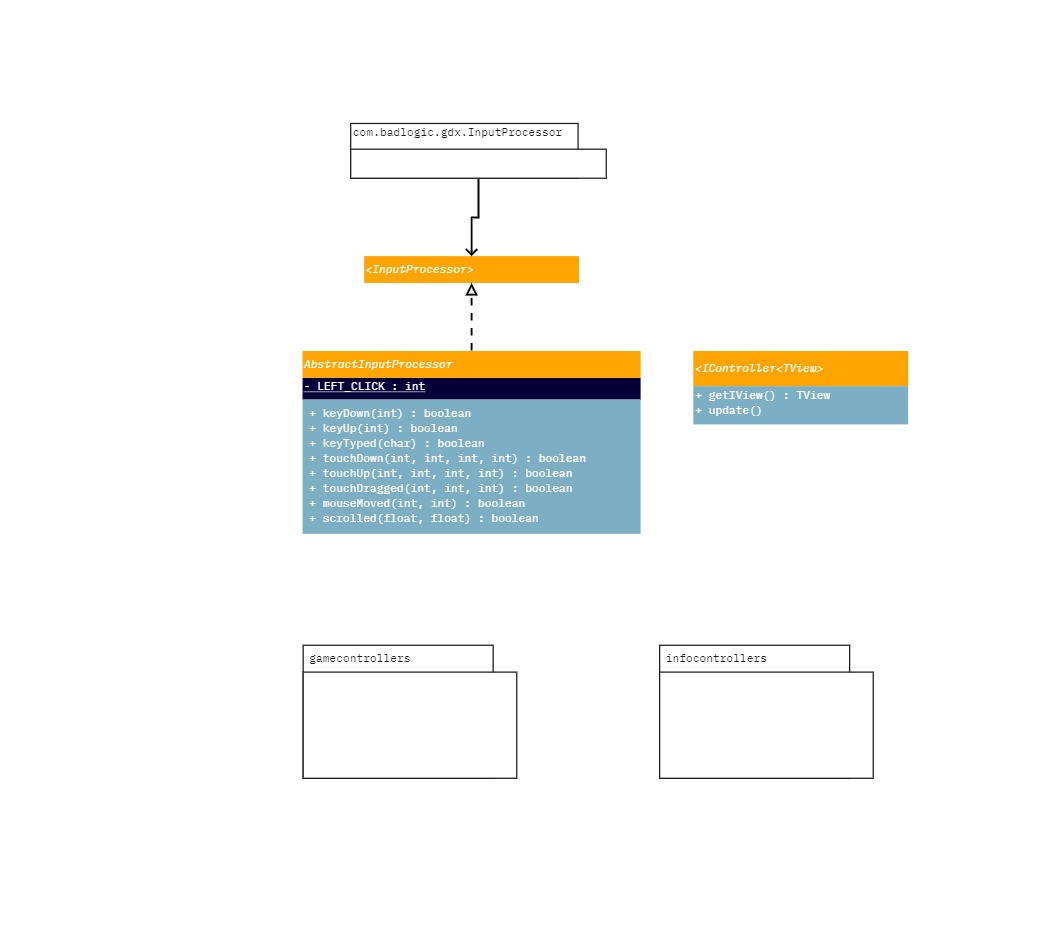 com.badlogic.gdx.InputProcessor
<InputProcessor>
AbstractInputProcessor
- LEFT_CLICK : int
+ keyDown(int) : boolean
+ keyUp(int) : boolean
+ keyTyped(char) : boolean
+ touchDown(int, int, int, int) : boolean
+ touchUp(int, int, int, int) : boolean
+ touchDragged(int, int, int) : boolean
+ mouseMoved(int, int) : boolean
+ scrolled(float, float) : boolean
<IController<TView>
+ getIView() : TView
+ update()
gamecontrollers
infocontrollers